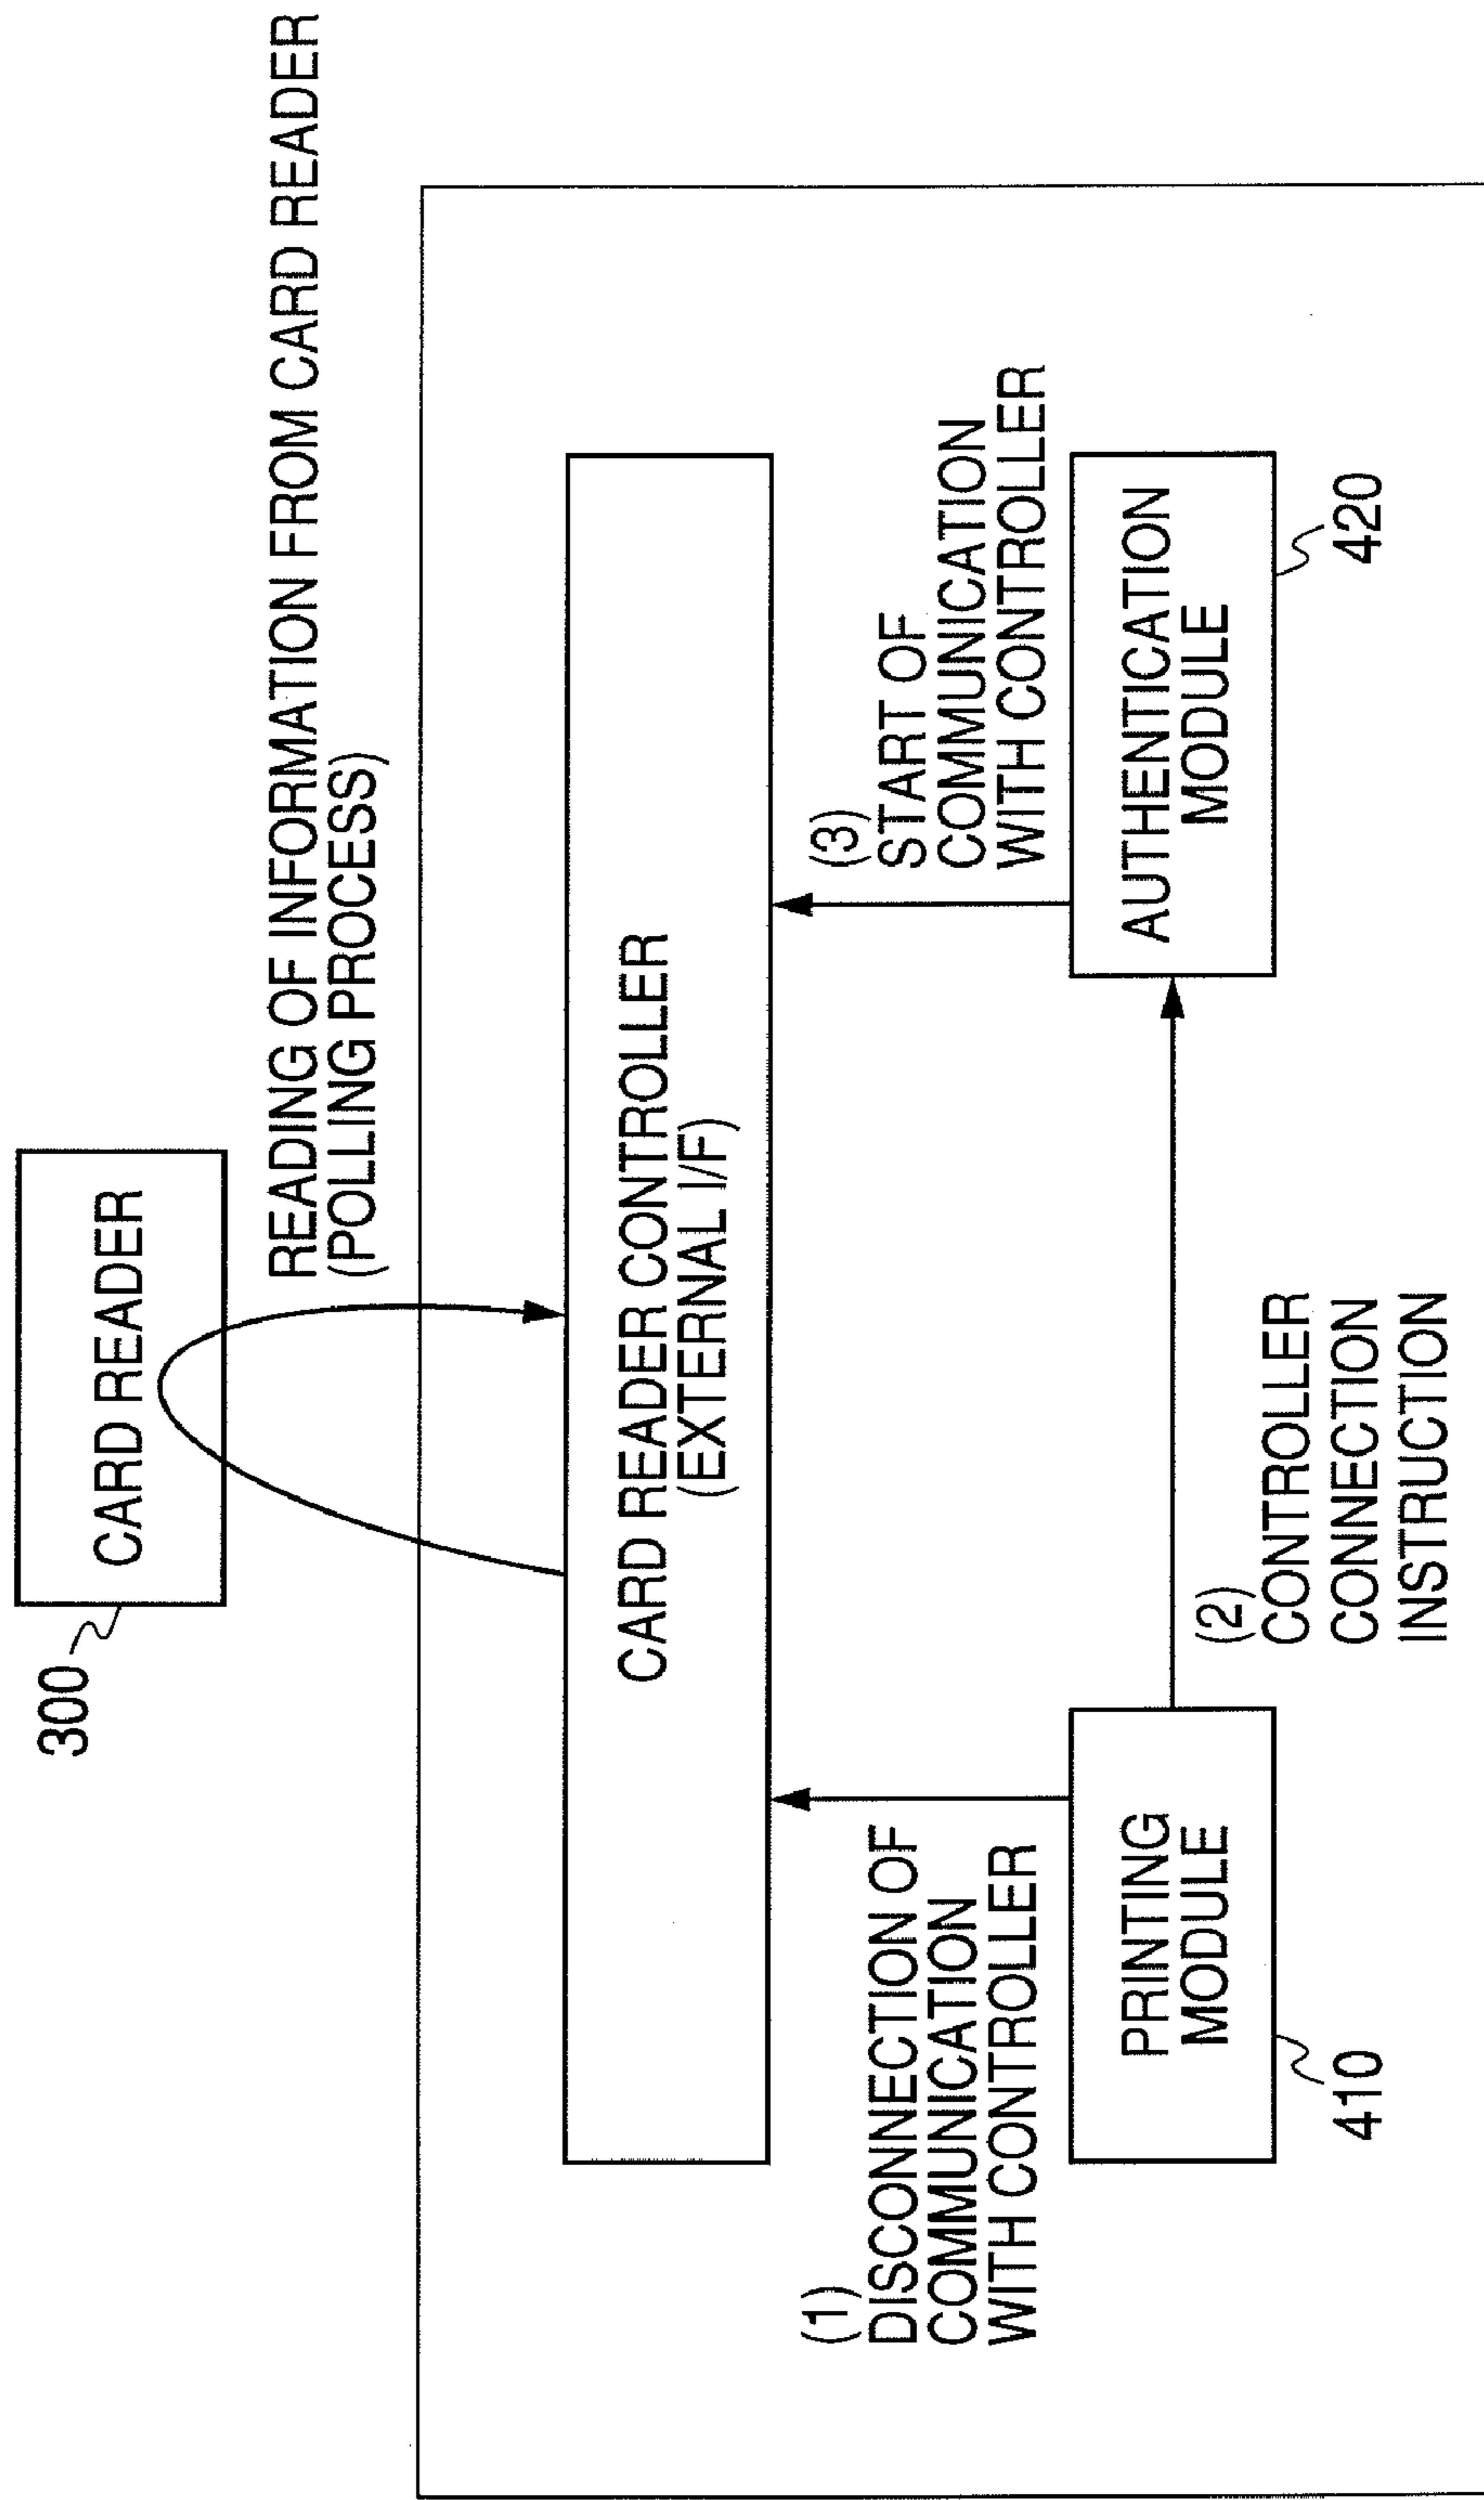 300
CARD READER
READING OF INFORMATION FROM CARD READER
(POLLING PROCESS)
CARD READER CONTROLLER
(EXTERNAL I/F)
(1)
DISCONNECTION OF
COMMUNICATION
WITH CONTROLLER
(3)
START OF
COMMUNICATION
WITH CONTROLLER
PRINTING
MODULE
410
(2)
CONTROLLER
CONNECTION
INSTRUCTION
AUTHENTICATION
MODULE
420